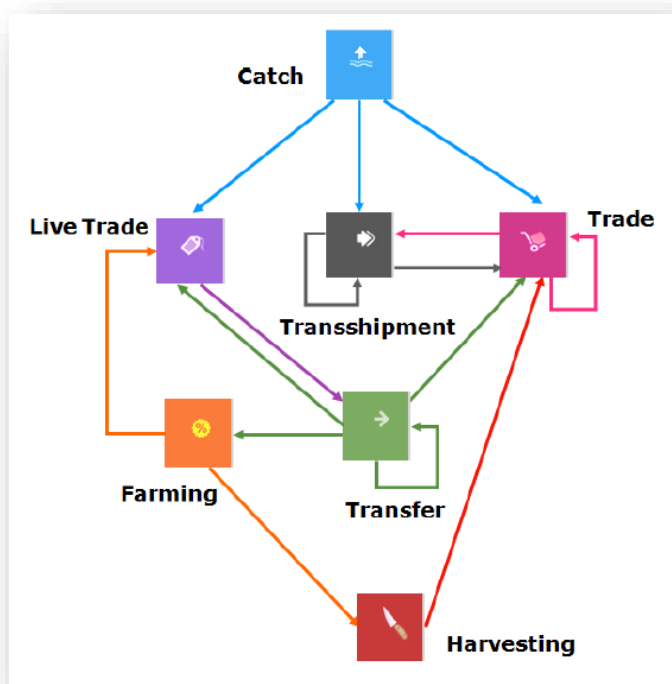 Catch
Live Trade
Trade
Transshipment
%
Farming
Transfer
Harvesting